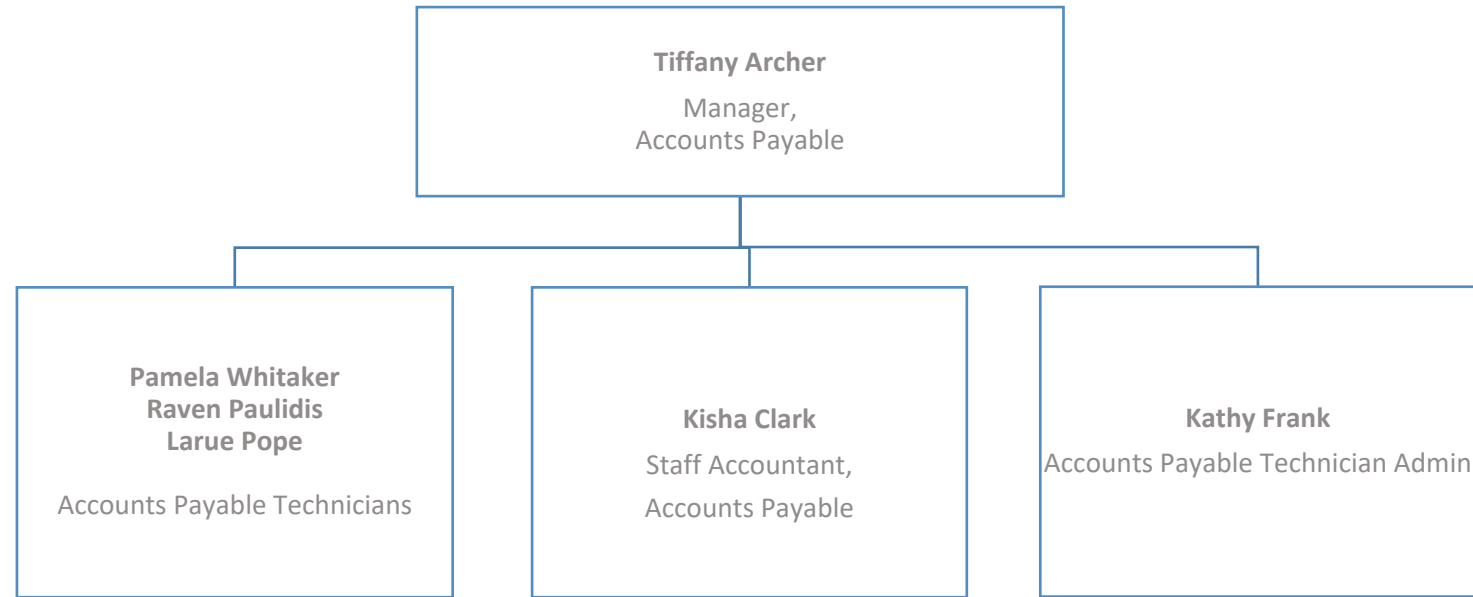 Tiffany Archer
Manager,
Accounts Payable
Pamela Whitaker
Raven Paulidis
Larue Pope
Accounts Payable Technicians
Kisha Clark
Staff Accountant,
Accounts Payable
Kathy Frank
Accounts Payable Technician Admin